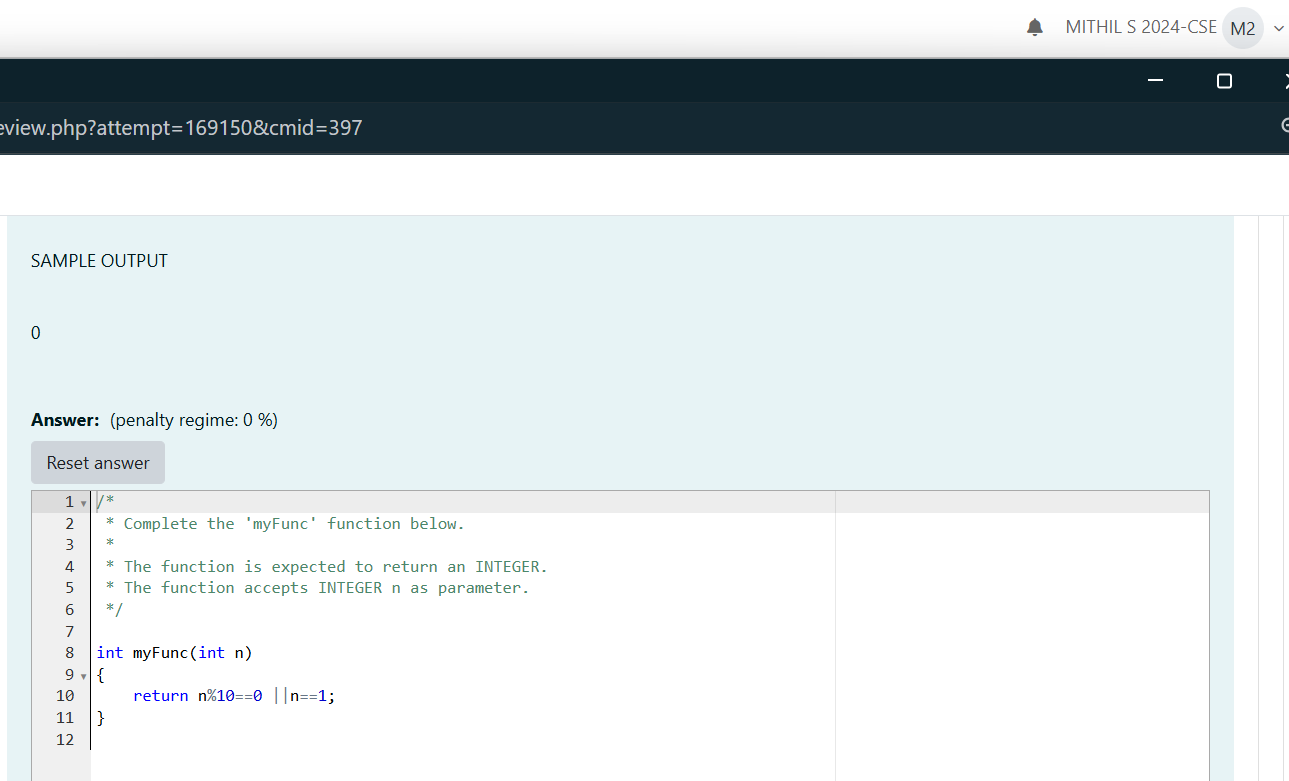 MITHIL S 2024-CSE M2
eview.php?attempt=169150&cmid=397
SAMPLE OUTPUT
0
Answer: (penalty regime: 0 %)
Reset answer
1 /*
2  * Complete the 'myFunc' function below.
3  *
4  * The function is expected to return an INTEGER.
5  * The function accepts INTEGER n as parameter.
6  */
7
8 int myFunc(int n)
9 {
10     return n%10==0 ||n==1;
11 }
12